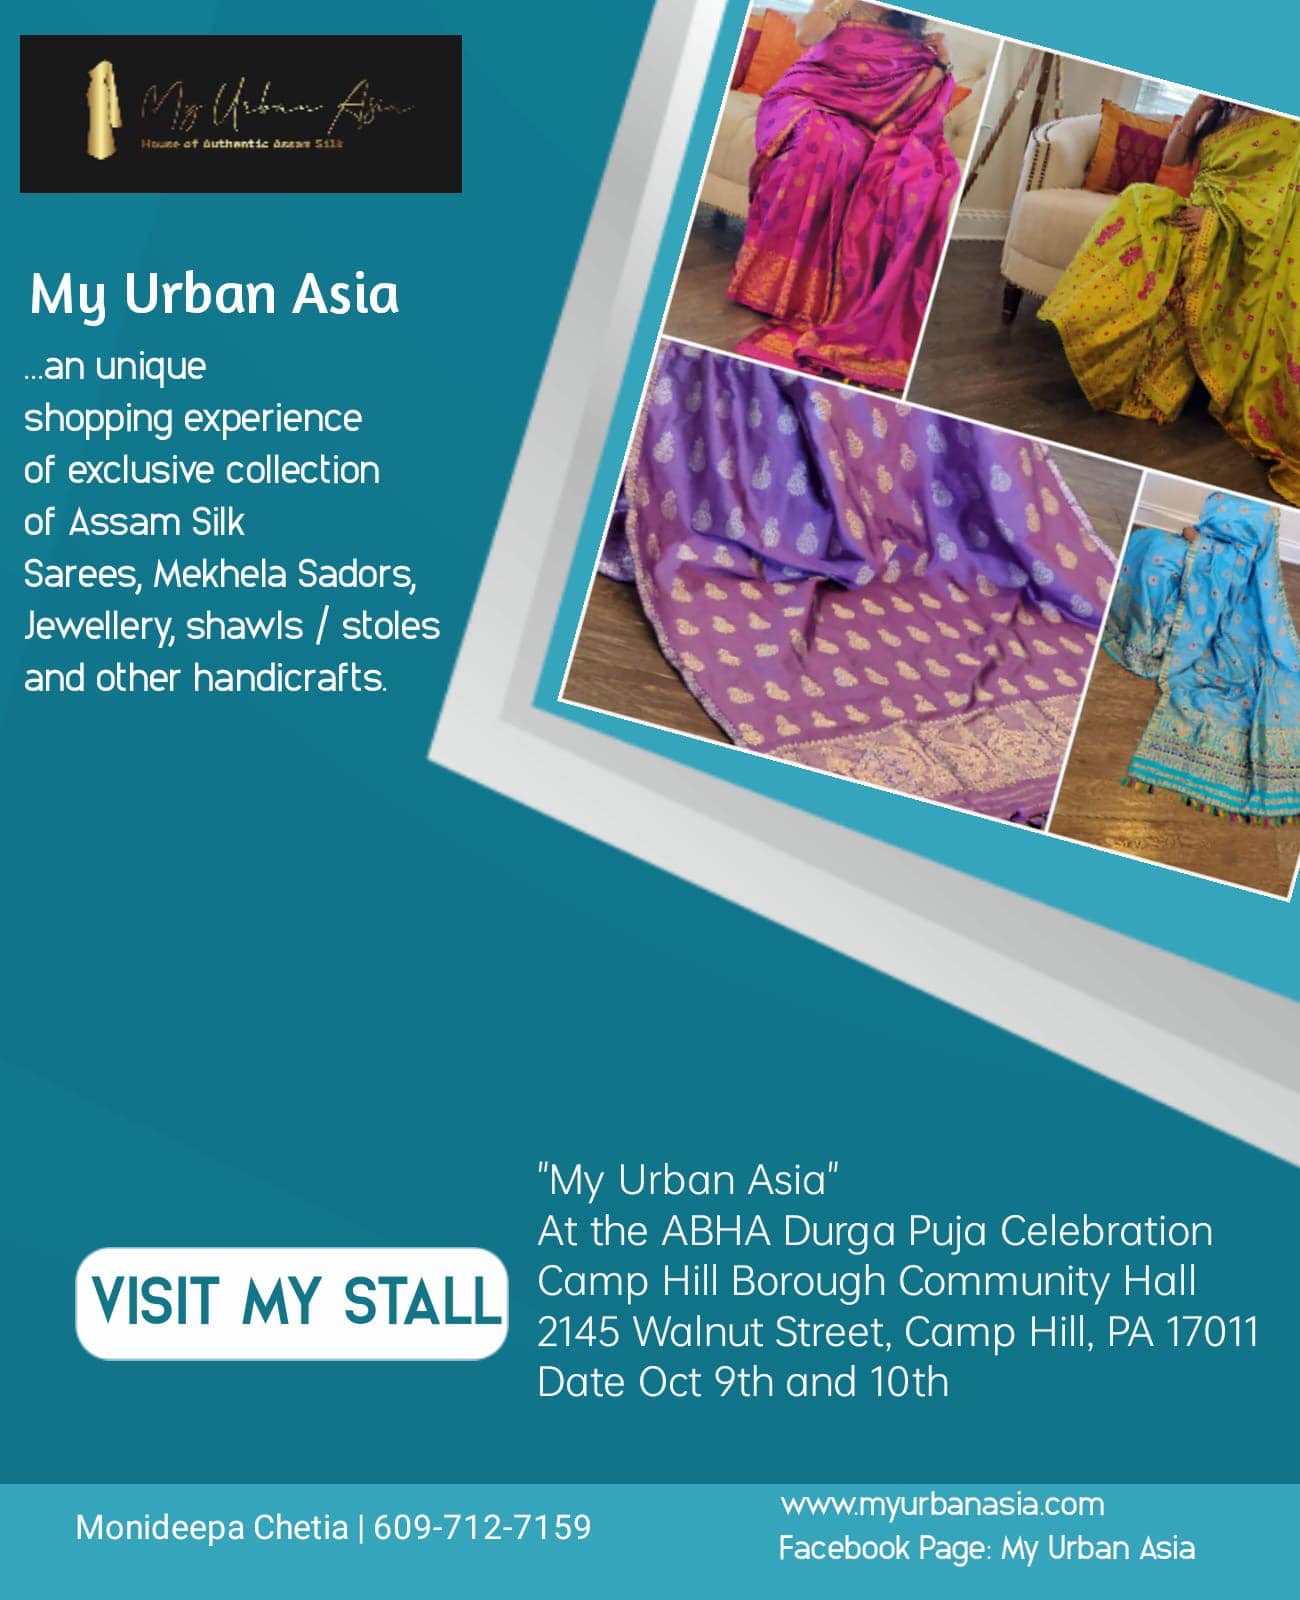 My Urban Asia
House of Authentic Assam Silk
My Urban Asia
...an unique
shopping experience
of exclusive collection
of Assam Silk
Sarees, Mekhela Sadors,
Jewellery, shawls / stoles
and other handicrafts.
VISIT MY STALL
"My Urban Asia"
At the ABHA Durga Puja Celebration
Camp Hill Borough Community Hall
2145 Walnut Street, Camp Hill, PA 17011
Date Oct 9th and 10th
Monideepa Chetia | 609-712-7159
www.myurbanasia.com
Facebook Page: My Urban Asia